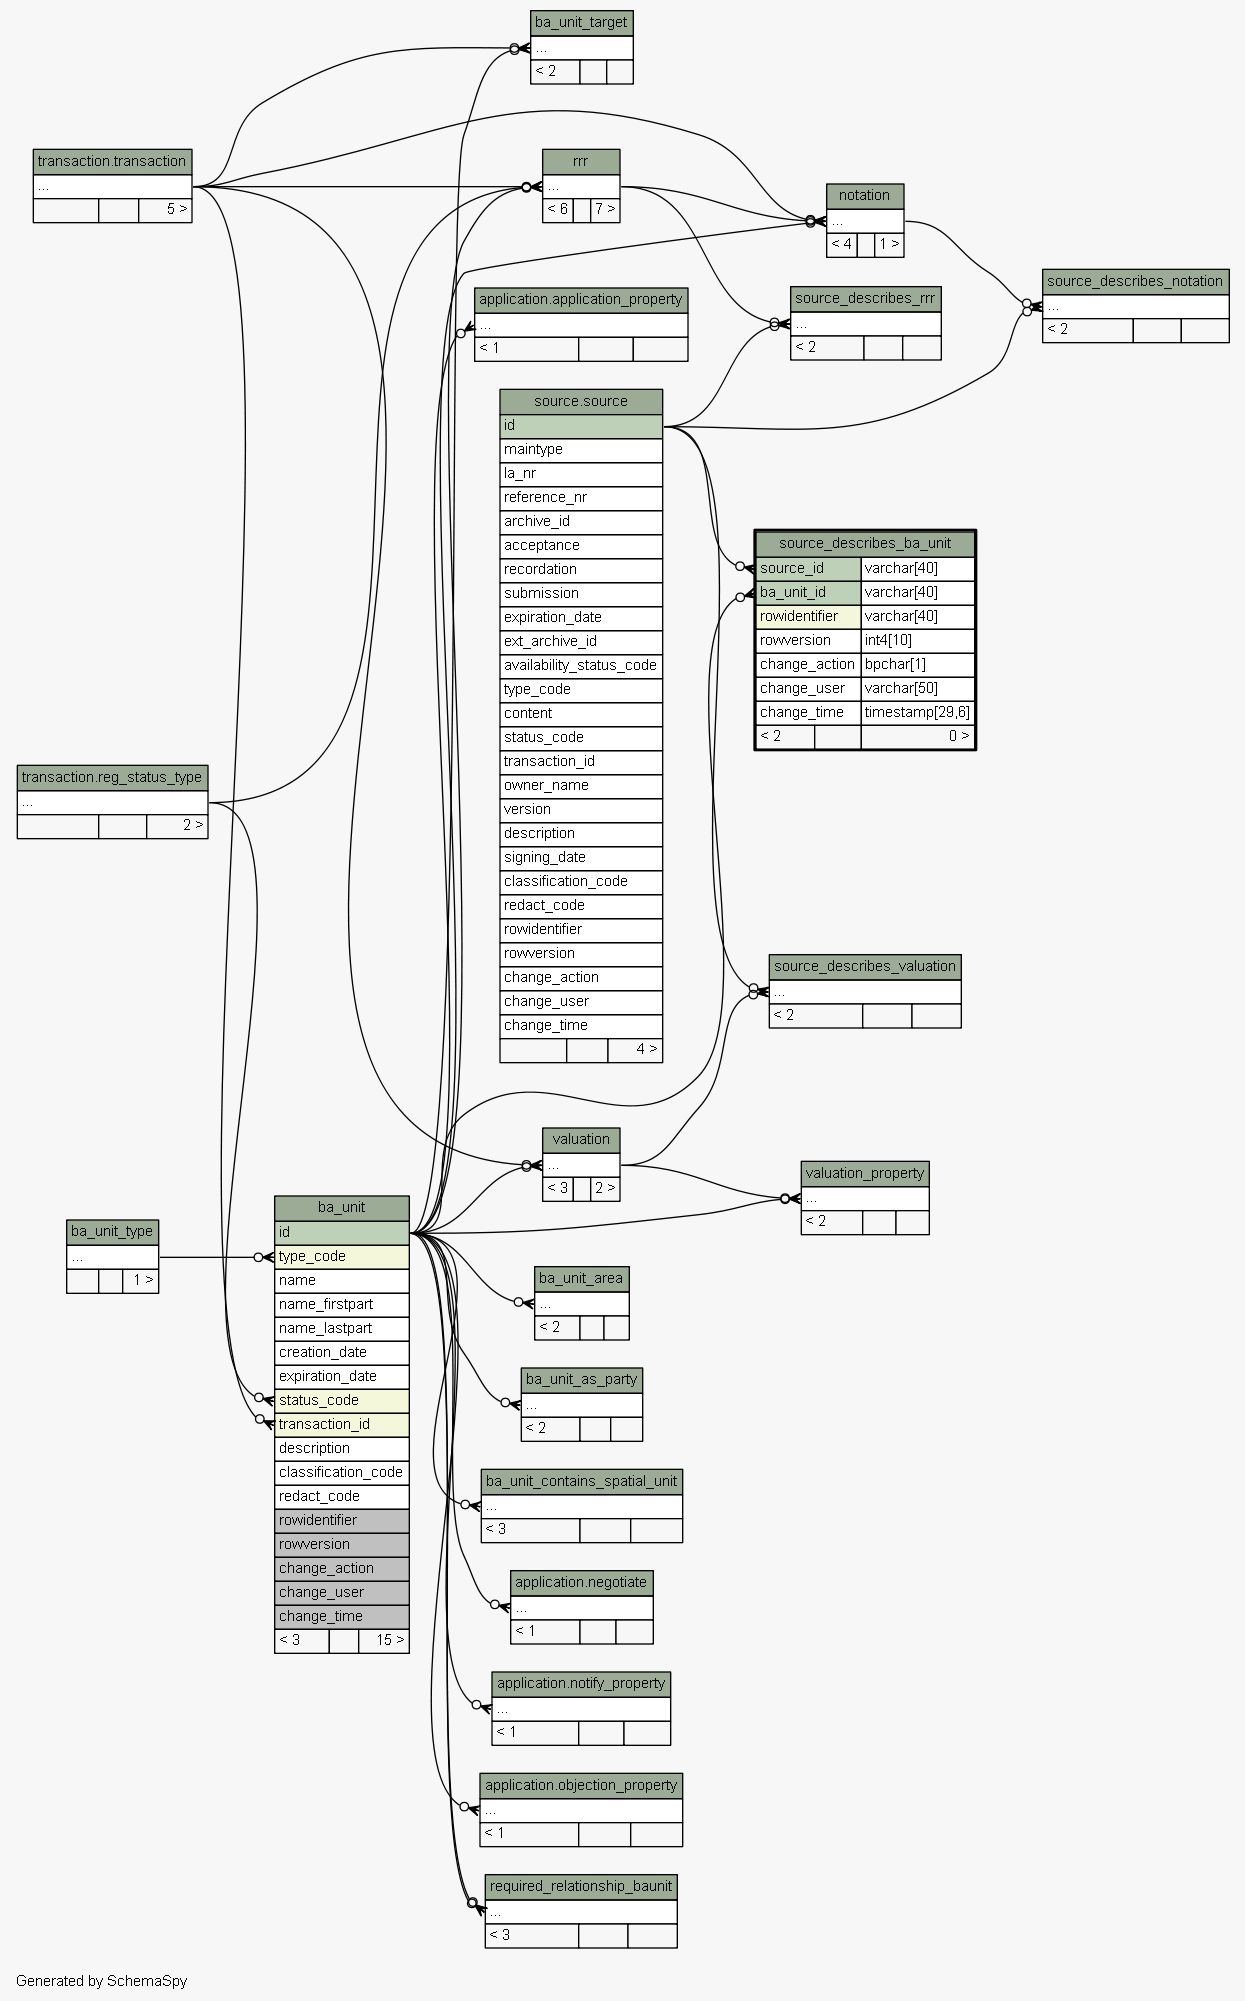 ba_unit_target
...
< 2
transaction.transaction
...
5 >
rrr
...
< 6 7 >
notation
...
< 4 1 >
source_describes_notation
...
< 2
application.application_property
...
< 1
source_describes_rrr
...
< 2
source.source
id
maintype
la_nr
reference_nr
archive_id
acceptance
recordation
submission
expiration_date
ext_archive_id
availability_status_code
type_code
content
status_code
transaction_id
owner_name
version
description
signing_date
classification_code
redact_code
rowidentifier
rowversion
change_action
change_user
change_time
4 >
source_describes_ba_unit
source_id varchar[40]
ba_unit_id varchar[40]
rowidentifier varchar[40]
rowversion int4[10]
change_action bpchar[1]
change_user varchar[50]
change_time timestamp[29,6]
< 2 0 >
transaction.reg_status_type
...
2 >
source_describes_valuation
...
< 2
valuation
...
< 3 2 >
valuation_property
...
< 2
ba_unit_type
...
1 >
ba_unit
id
type_code
name
name_firstpart
name_lastpart
creation_date
expiration_date
status_code
transaction_id
description
classification_code
redact_code
rowidentifier
rowversion
change_action
change_user
change_time
< 3 15 >
ba_unit_area
...
< 2
ba_unit_as_party
...
< 2
ba_unit_contains_spatial_unit
...
< 3
application.negotiate
...
< 1
application.notify_property
...
< 1
application.objection_property
...
< 1
required_relationship_baunit
...
< 3
Generated by SchemaSpy